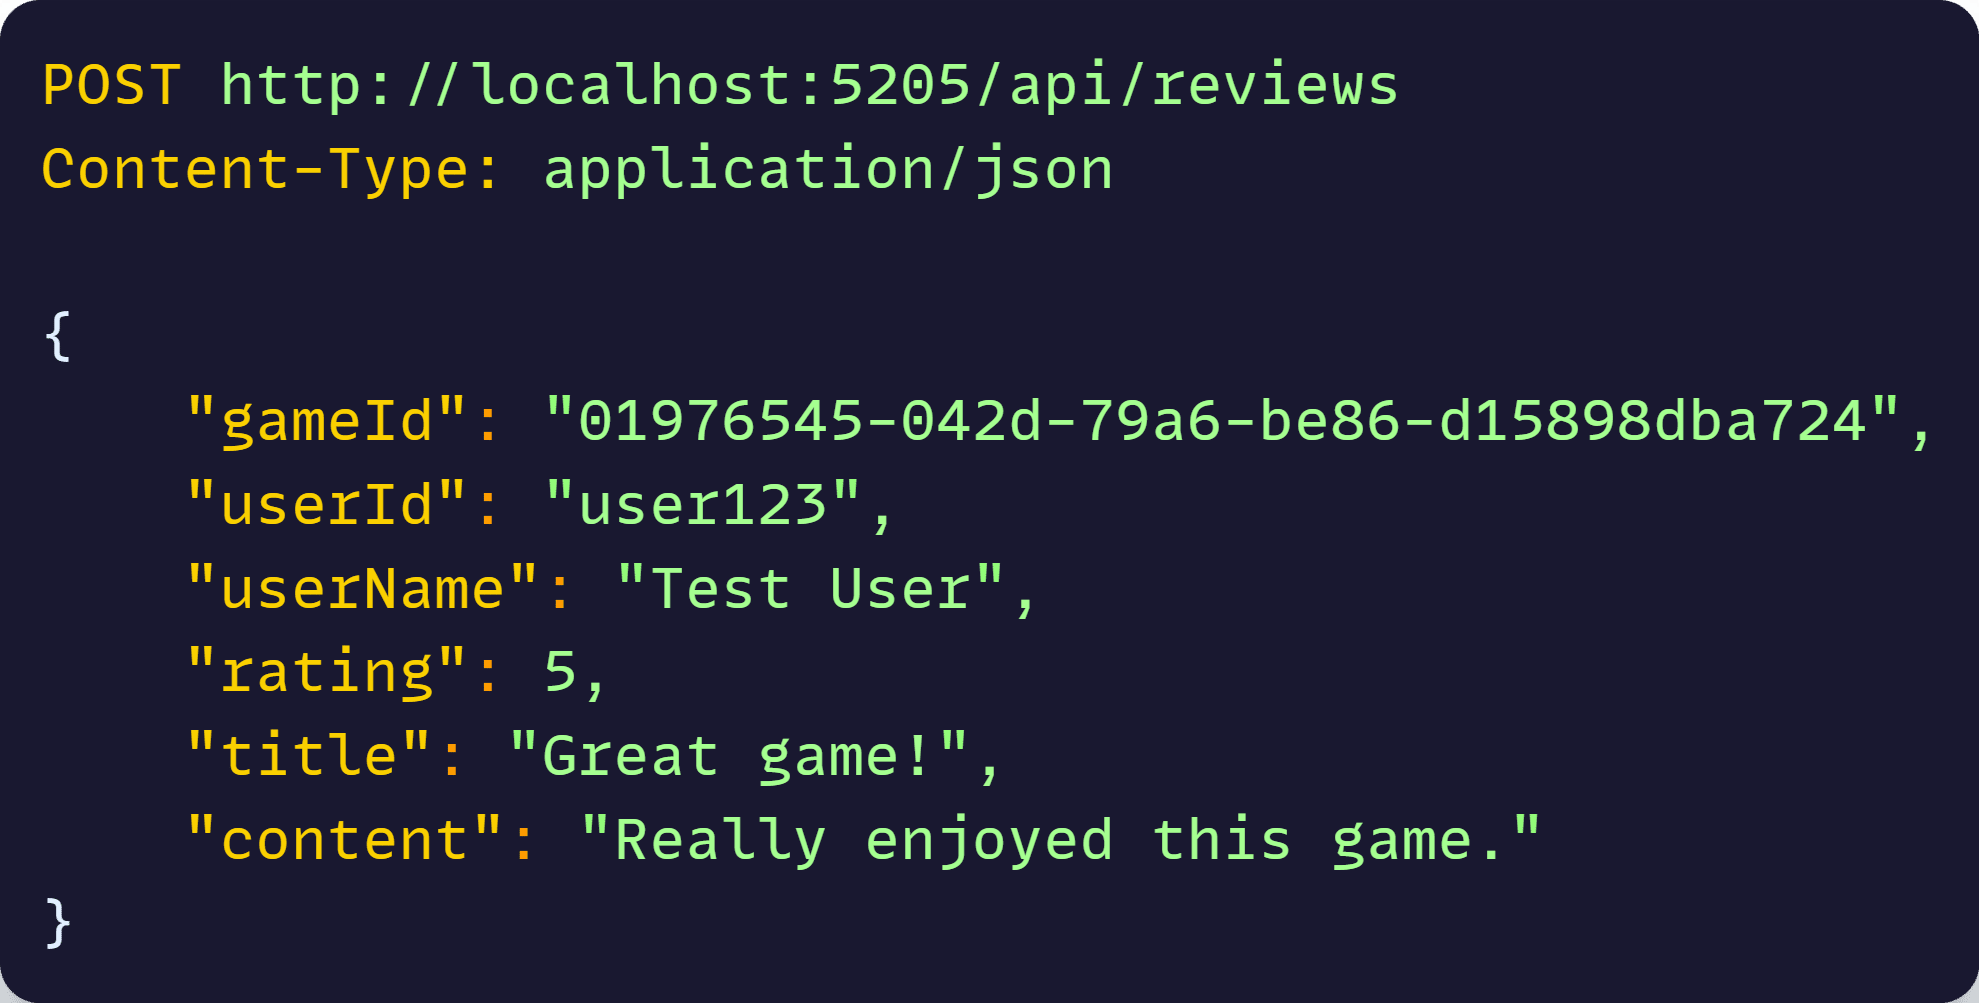 POST http://localhost:5205/api/reviews
Content-Type: application/json

{
    "gameId": "01976545-042d-79a6-be86-d15898dba724",
    "userId": "user123",
    "userName": "Test User",
    "rating": 5,
    "title": "Great game!",
    "content": "Really enjoyed this game."
}